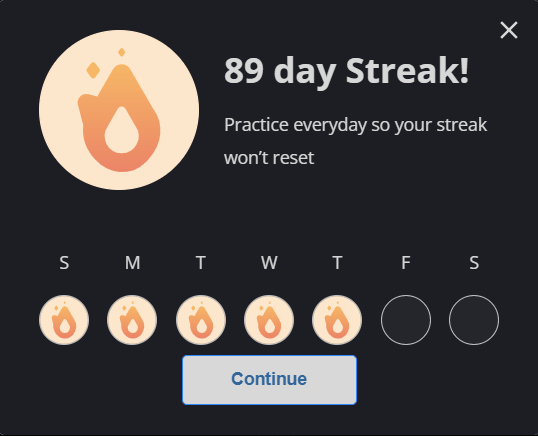 89 day Streak!
Practice everyday so your streak
won’t reset
S M T W T F S
Continue